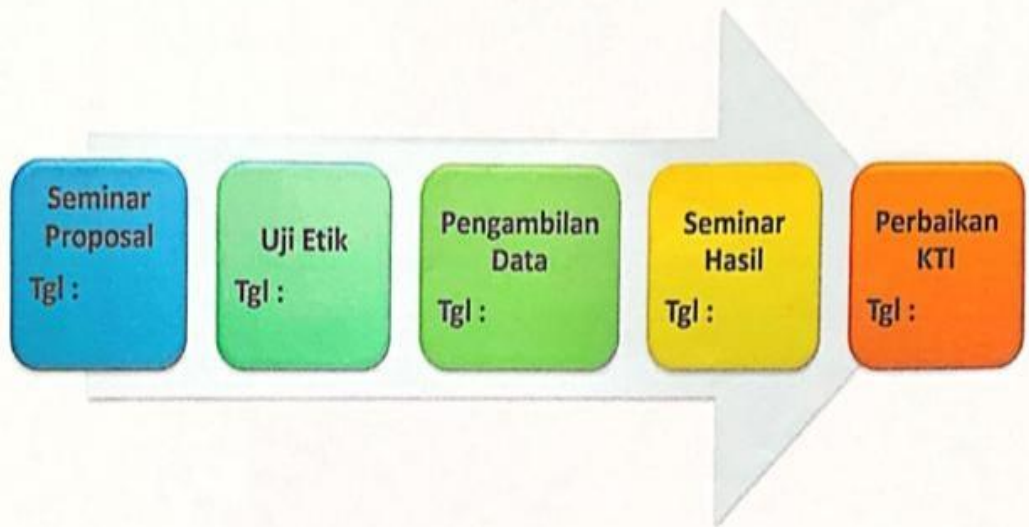 Seminar
Proposal
Tgl :
Uji Etik
Tgl :
Pengambilan
Data
Tgl :
Seminar
Hasil
Tgl :
Perbaikan
KTI
Tgl :